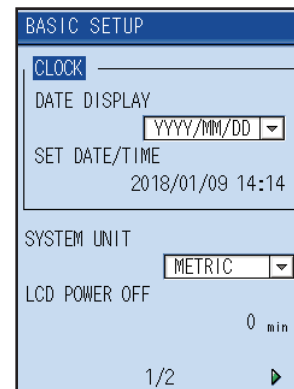 BASIC SETUP
CLOCK
DATE DISPLAY
YYYY/MM/DD
SET DATE/TIME
2018/01/09 14:14
SYSTEM UNIT
METRIC
LCD POWER OFF
0 min
1/2